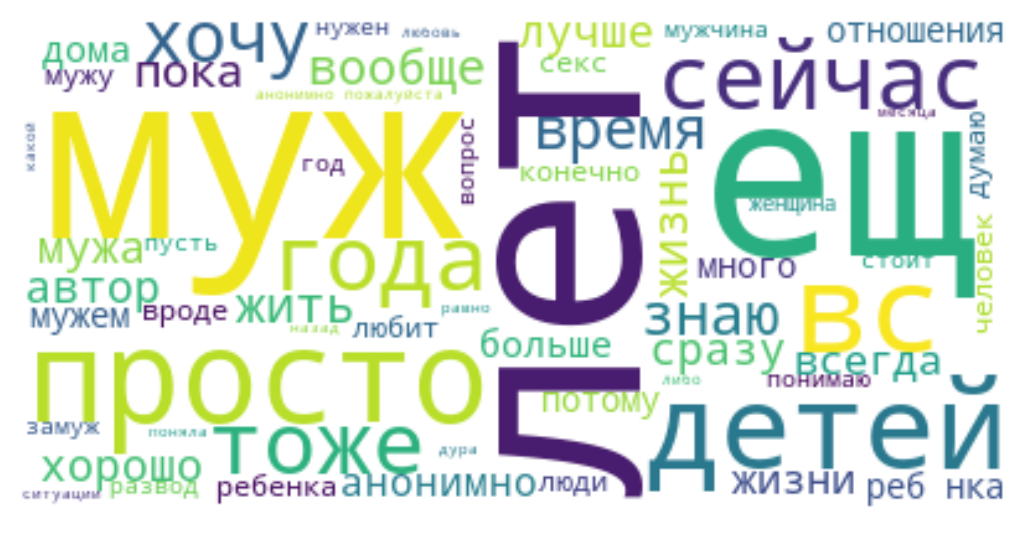 хочу
нужен
любовь
лучше
мужчина
отношения
дома
мужу
пока
вообще
секс
сейчас
анонимно пожалуйста
муж
лет
время
ещ
месяца
какой
год
вопрос
конечно
жизнь
женщина
думаю
мужа
пусть
года
много
стоит
человек
автор
мужем
вроде
жить
равно
назад
любит
знаю
вс
больше
сразу
всегда
просто
либо
понимаю
потому
детей
замуж
поняла
тоже
дура
хорошо
ситуации
развод
ребенка
анонимно
люди
жизни
реб нка